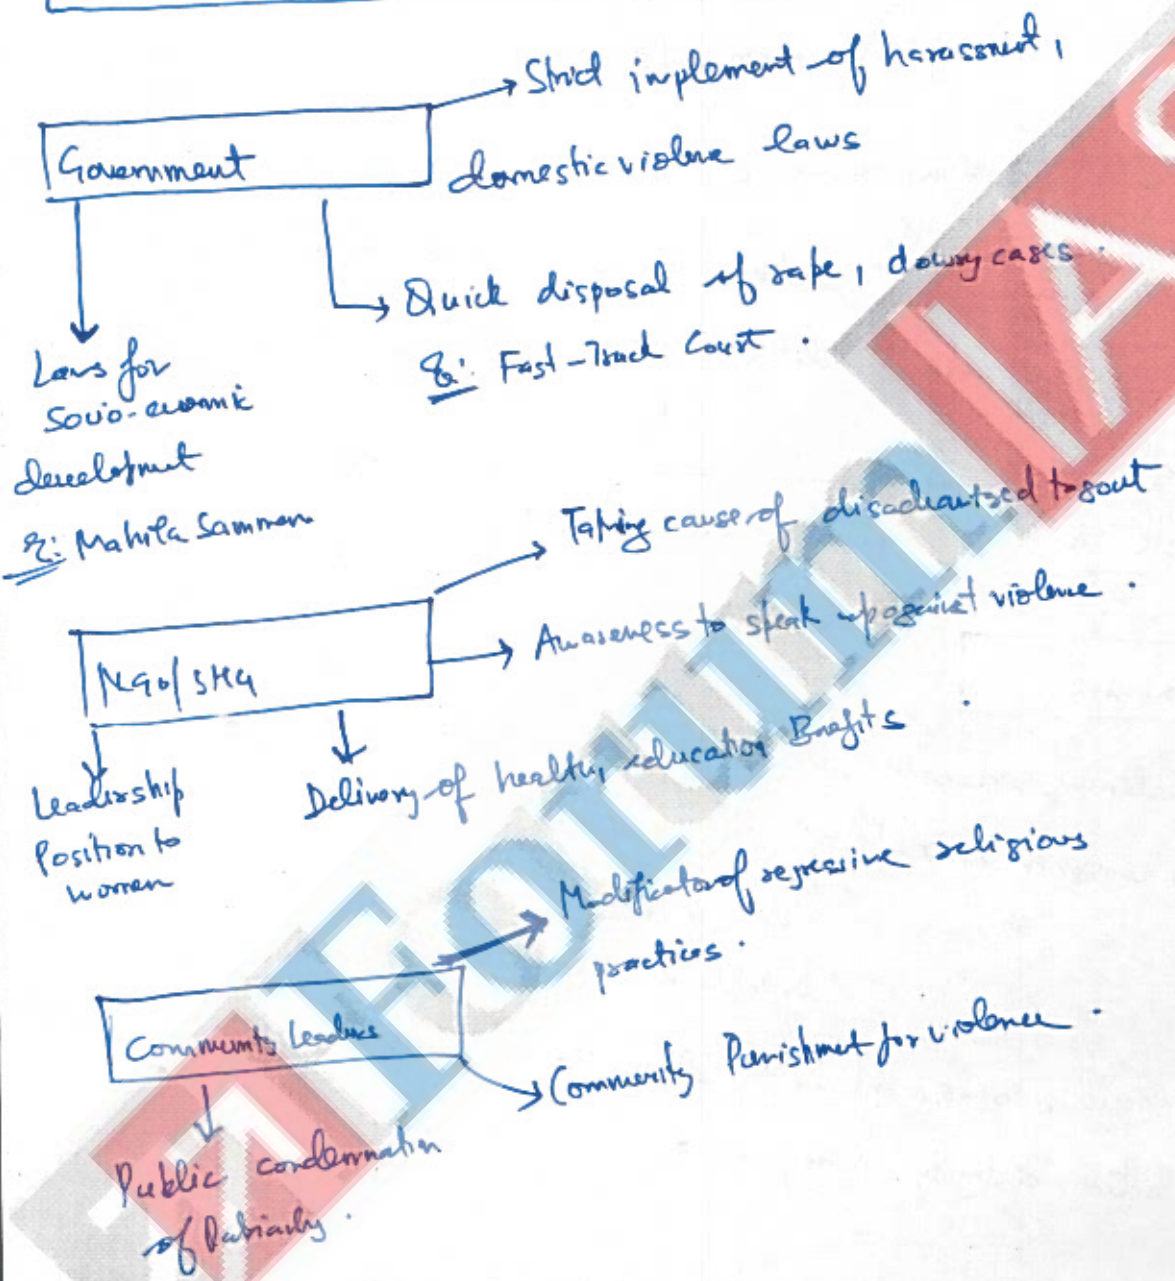 Strict implement of harassment,
Government
domestic violence laws
Quick disposal of rape, dowry cases.
Eg: Fast-Track Court.
Laws for
Socio-economic
development
Eg: Mahila Samman
Taking cause of disadvantaged to govt
NGO/SHG
Awareness to speak up against violence.
Leadership
Position to
women
Delivery of health, education Benefits.
Modification of regressive religious
practices.
Community Leaders
Community Punishment for violence.
Public condemnation
of Patriarchy.
Forum IAS